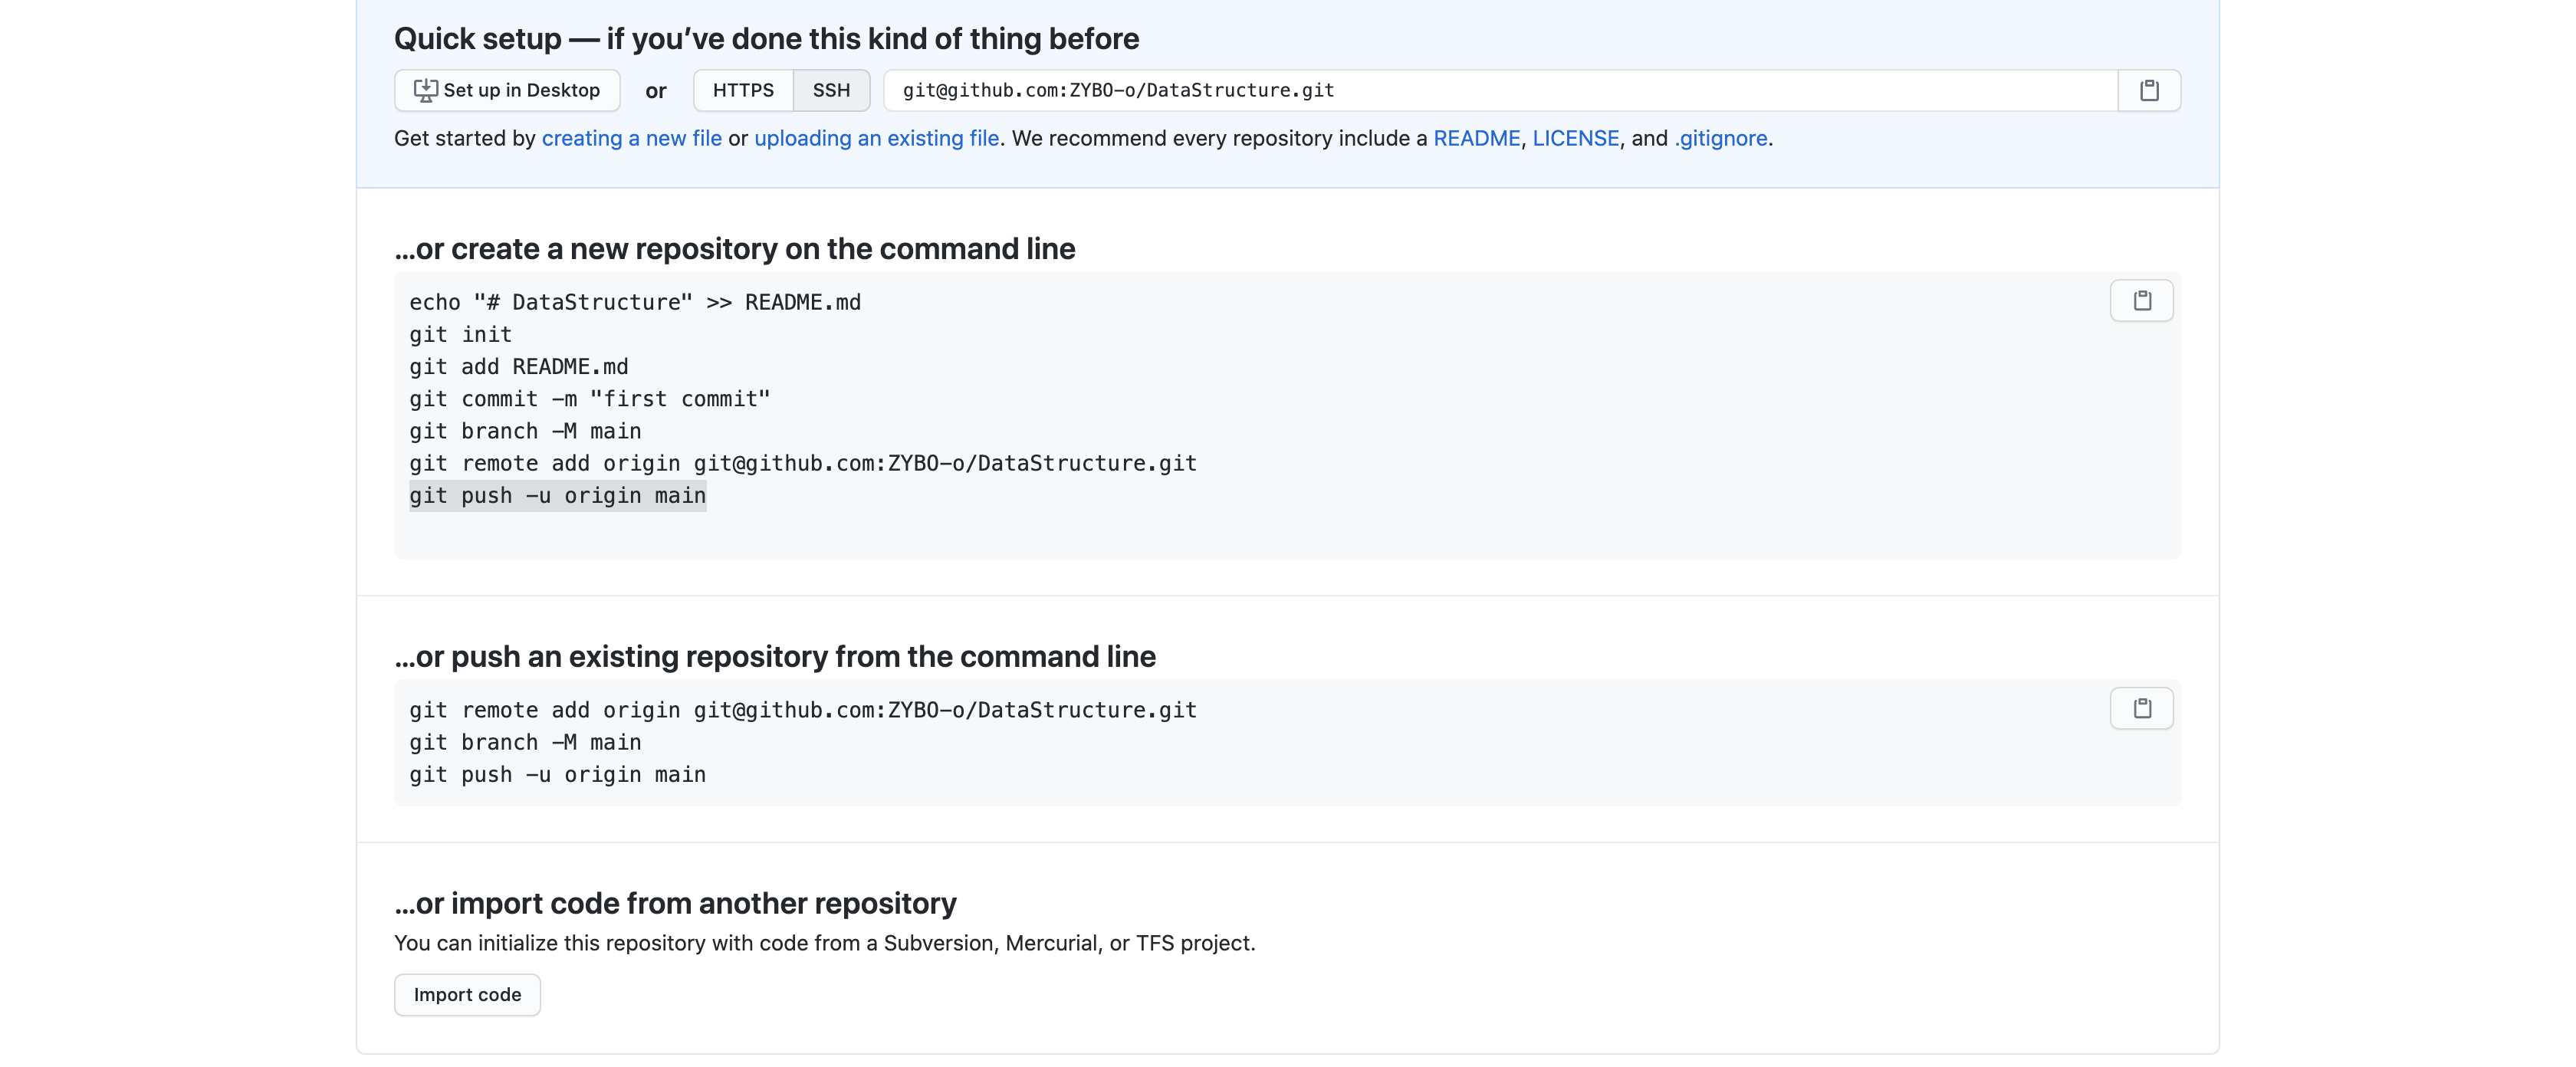 Quick setup — if you’ve done this kind of thing before
Set up in Desktop or HTTPS SSH git@github.com:ZYBO-o/DataStructure.git
Get started by creating a new file or uploading an existing file. We recommend every repository include a README, LICENSE, and .gitignore.
…or create a new repository on the command line
echo "# DataStructure" >> README.md
git init
git add README.md
git commit -m "first commit"
git branch -M main
git remote add origin git@github.com:ZYBO-o/DataStructure.git
git push -u origin main
…or push an existing repository from the command line
git remote add origin git@github.com:ZYBO-o/DataStructure.git
git branch -M main
git push -u origin main
…or import code from another repository
You can initialize this repository with code from a Subversion, Mercurial, or TFS project.
Import code